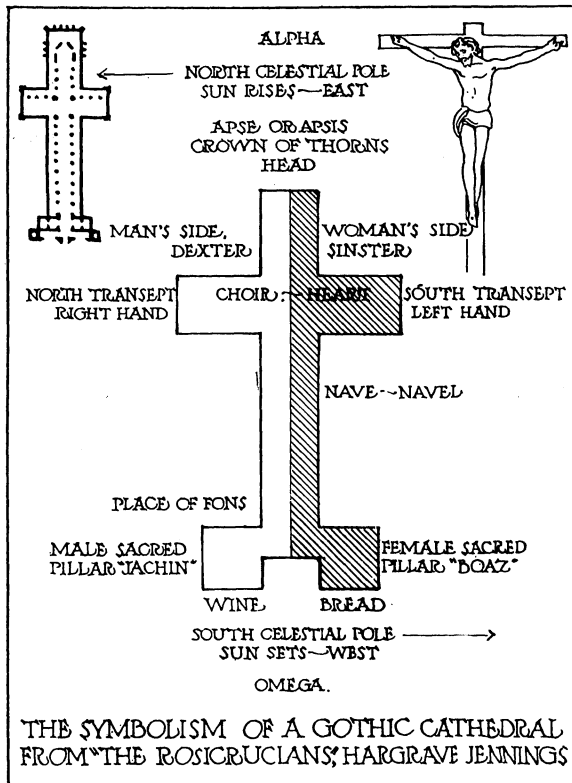 ALPHA
NORTH CELESTIAL POLE
SUN RISES—EAST
APSE OR APSIS
CROWN OF THORNS
HEAD
MAN'S SIDE,
DEXTER
WOMAN'S SIDE
SINSTER
NORTH TRANSEPT
RIGHT HAND
CHOIR—HEART
SOUTH TRANSEPT
LEFT HAND
NAVE—NAVEL
PLACE OF FONS
MALE SACRED
PILLAR "JACHIN"
FEMALE SACRED
PILLAR "BOAZ"
WINE
BREAD
SOUTH CELESTIAL POLE
SUN SETS—WEST
OMEGA.
THE SYMBOLISM OF A GOTHIC CATHEDRAL
FROM "THE ROSICRUCIANS," HARGRAVE JENNINGS